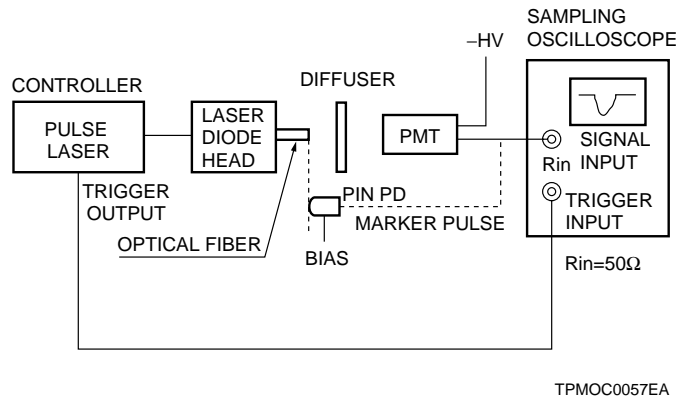 SAMPLING
OSCILLOSCOPE
–HV
CONTROLLER
DIFFUSER
PULSE
LASER
LASER
DIODE
HEAD
PMT
SIGNAL
INPUT
Rin
TRIGGER
OUTPUT
PIN PD
TRIGGER
INPUT
MARKER PULSE
OPTICAL FIBER
BIAS
Rin=50Ω
TPMOC0057EA